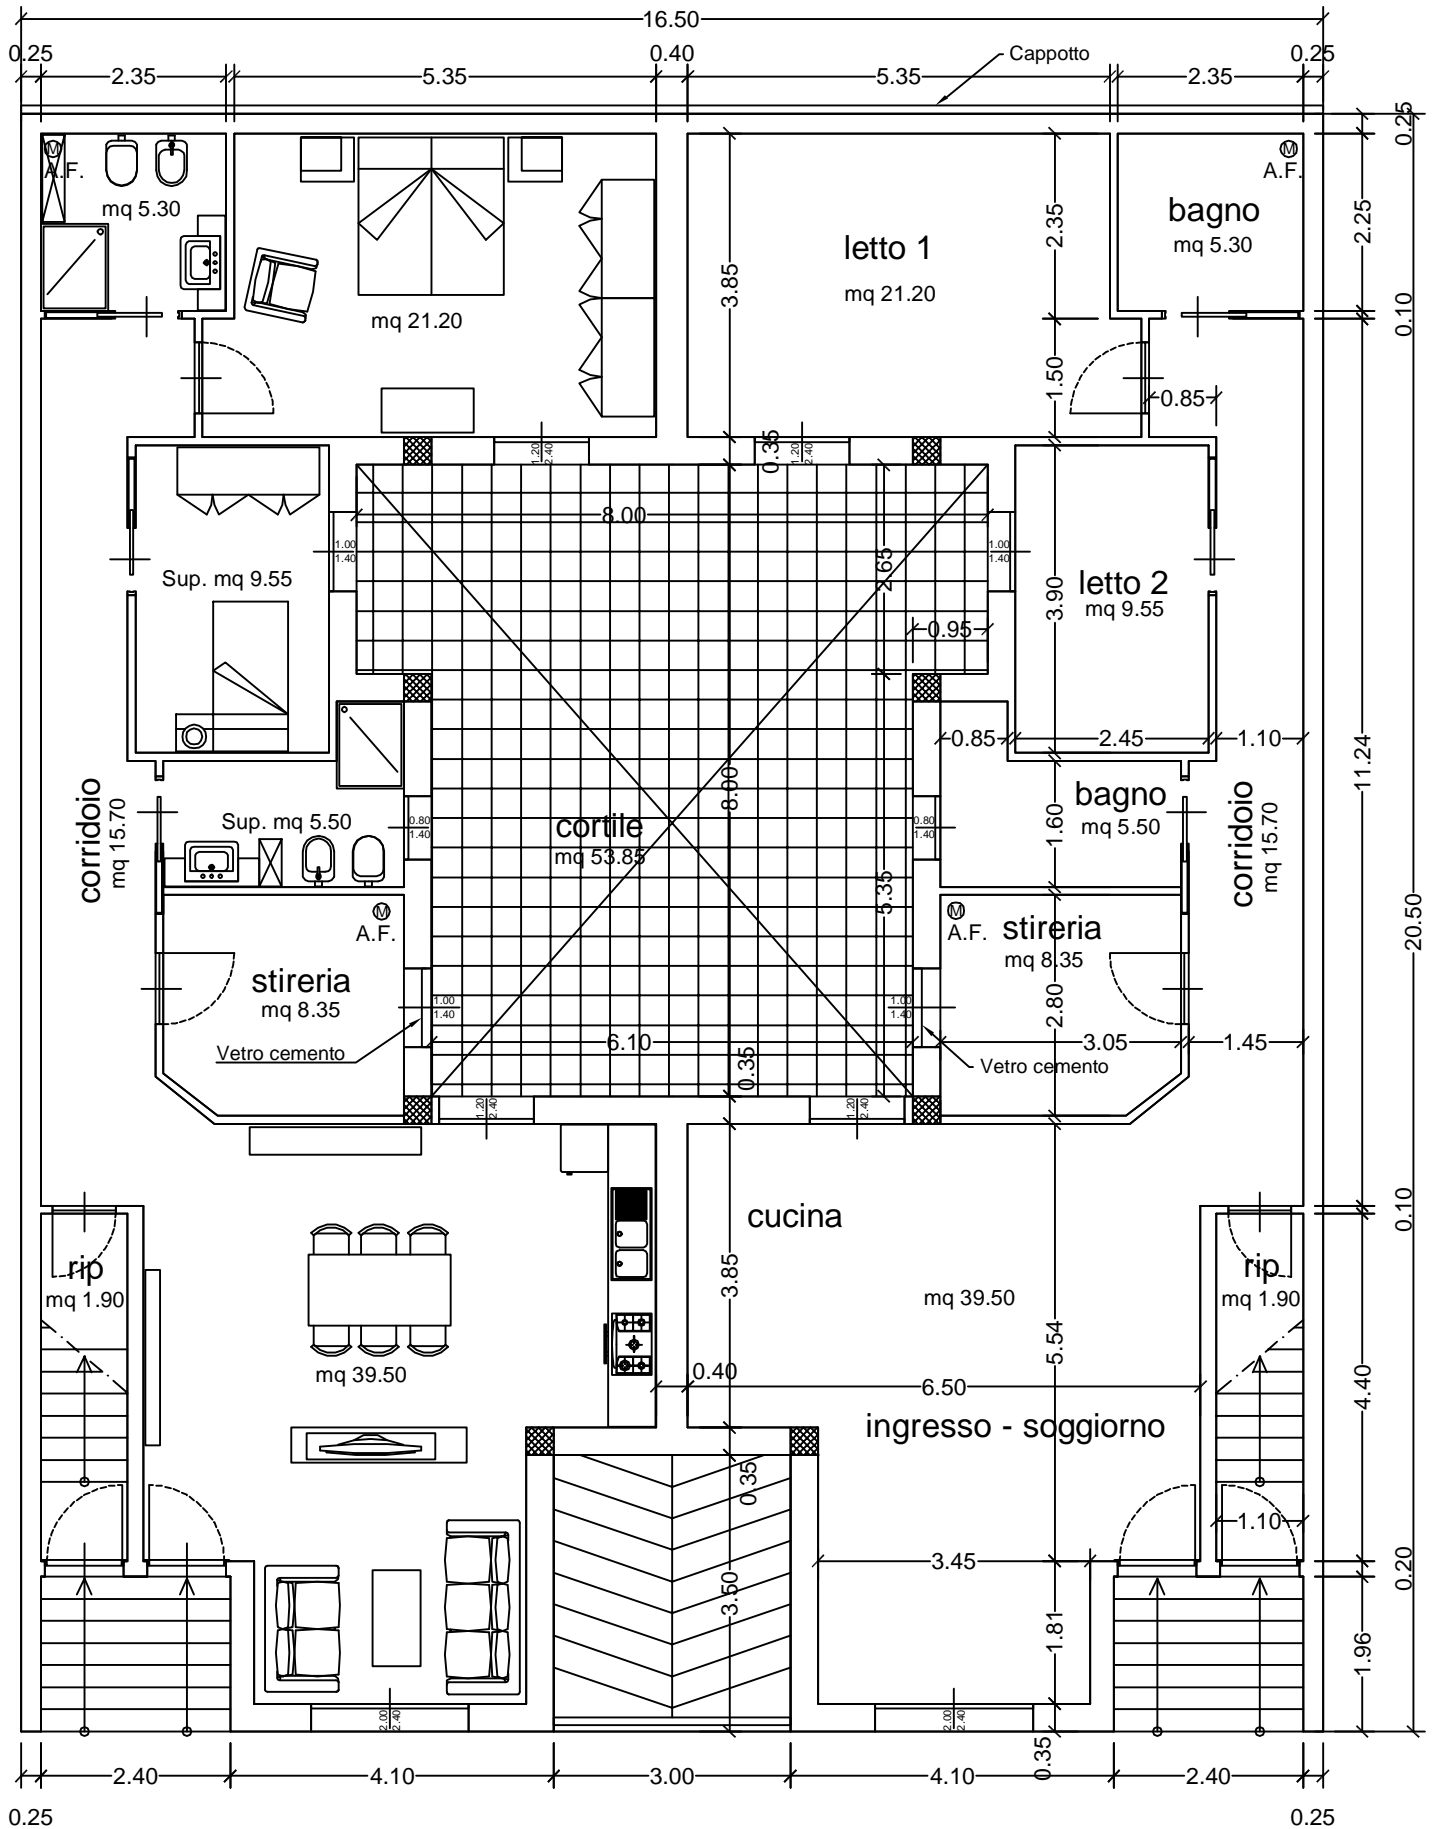 16.50
0.25
0.40
0.25
Cappotto
2.35
5.35
5.35
2.35
0.25
M
A.F.
mq 5.30
mq 21.20
3.85
letto 1
mq 21.20
2.35
M
A.F.
bagno
mq 5.30
2.25
0.10
1.50
0.85
1.20
2.40
0.35
1.20
2.40
8.00
1.00
1.40
1.00
1.40
Sup. mq 9.55
2.65
3.90
letto 2
mq 9.55
0.95
0.85
2.45
1.10
11.24
corridoio
mq 15.70
Sup. mq 5.50
0.80
1.40
cortile
mq 53.85
8.00
0.80
1.40
bagno
mq 5.50
1.60
corridoio
mq 15.70
5.35
20.50
M
A.F.
stireria
mq 8.35
M
A.F.
stireria
mq 8.35
2.80
1.00
1.40
1.00
1.40
Vetro cemento
6.10
0.35
3.05
1.45
Vetro cemento
1.20
2.40
1.20
2.40
cucina
0.10
rip
mq 1.90
3.85
mq 39.50
rip
mq 1.90
5.54
mq 39.50
0.40
6.50
4.40
ingresso - soggiorno
0.35
1.10
3.45
0.20
3.50
1.81
1.96
2.00
2.40
2.00
2.40
0.35
2.40
4.10
3.00
4.10
2.40
0.25
0.25